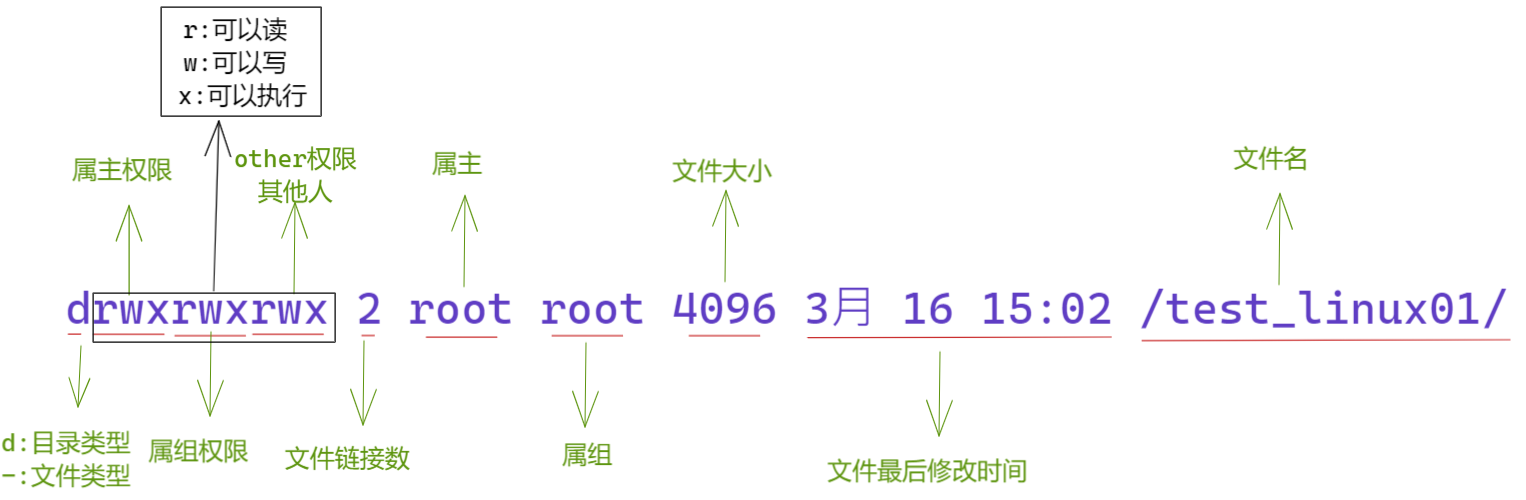 r:可以读
w:可以写
x:可以执行
属主权限
other权限
其他人
属主
文件大小
文件名
drwxrwxrwx 2 root root 4096 3月 16 15:02 /test_linux01/
d:目录类型
-:文件类型
属组权限
文件链接数
属组
文件最后修改时间